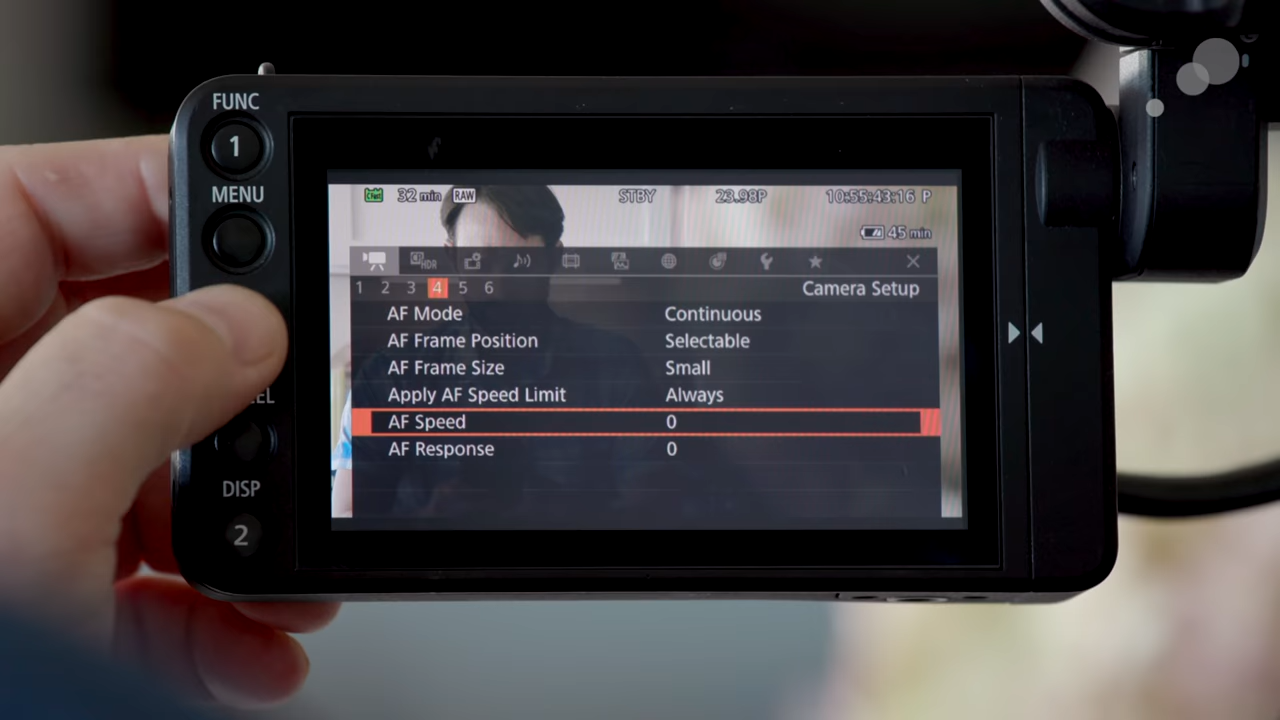 FUNC
1
MENU
DISP
2
32 min RAW STBY 23.98P 10:55:43:16 P
45 min
HDR
1 2 3 4 5 6 Camera Setup
AF Mode Continuous
AF Frame Position Selectable
AF Frame Size Small
Apply AF Speed Limit Always
AF Speed 0
AF Response 0